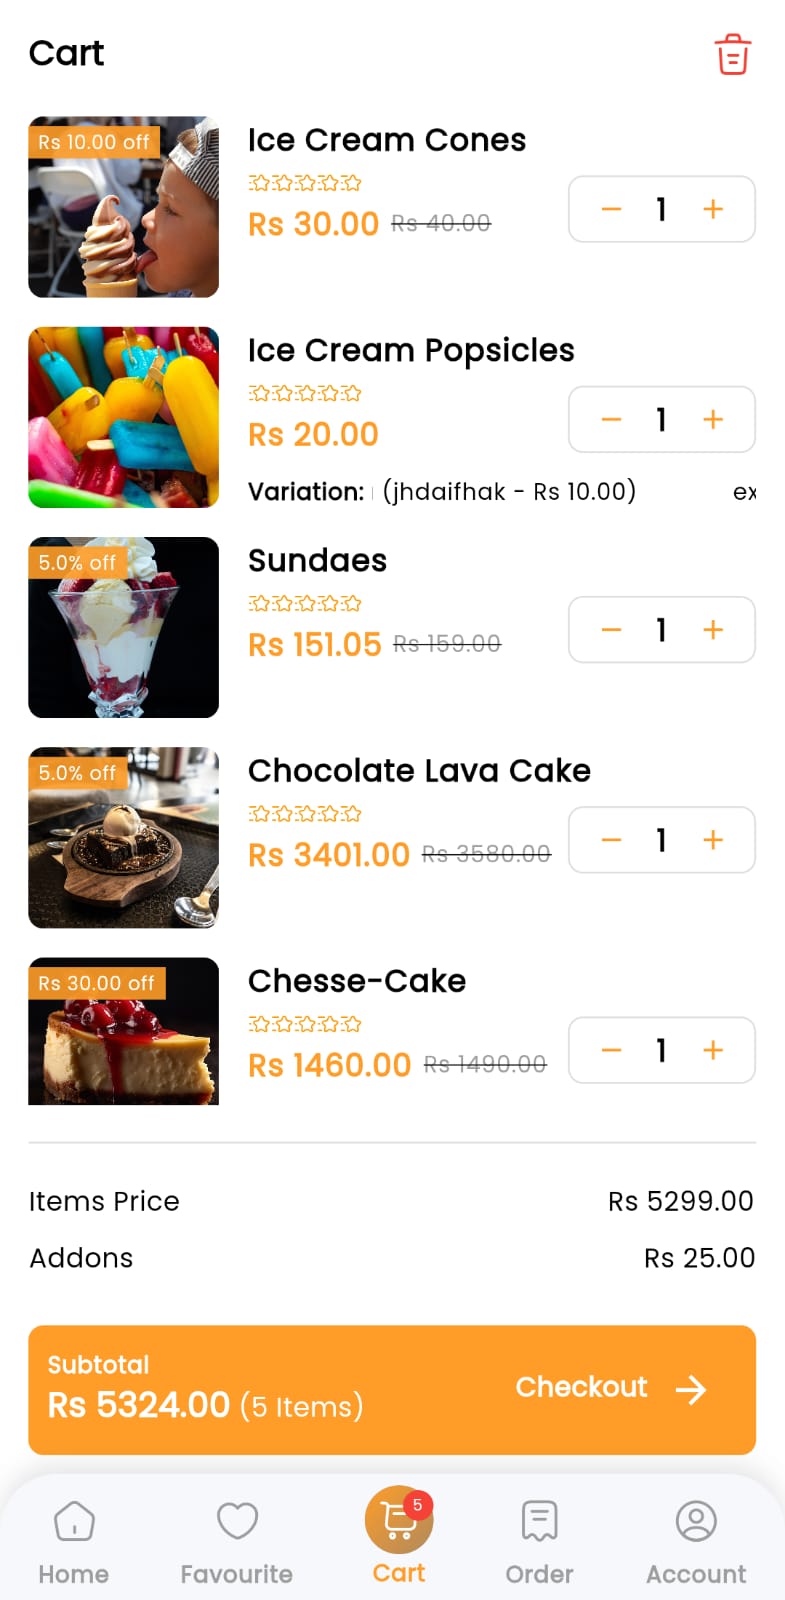 Cart
Rs 10.00 off
Ice Cream Cones
Rs 30.00 Rs 40.00
− 1 +
Ice Cream Popsicles
Rs 20.00
− 1 +
Variation: (jhdaifhak - Rs 10.00) ex
5.0% off
Sundaes
Rs 151.05 Rs 159.00
− 1 +
5.0% off
Chocolate Lava Cake
Rs 3401.00 Rs 3580.00
− 1 +
Rs 30.00 off
Chesse-Cake
Rs 1460.00 Rs 1490.00
− 1 +
Items Price Rs 5299.00
Addons Rs 25.00
Subtotal
Rs 5324.00 (5 Items)
Checkout →
5
Home Favourite Cart Order Account